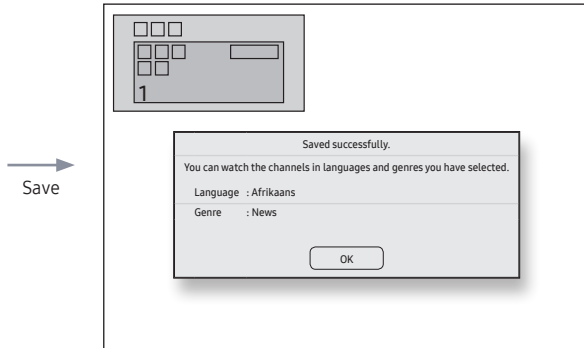 □□□
□□□
□□
1
Save
Saved successfully.
You can watch the channels in languages and genres you have selected.
Language : Afrikaans
Genre : News
OK